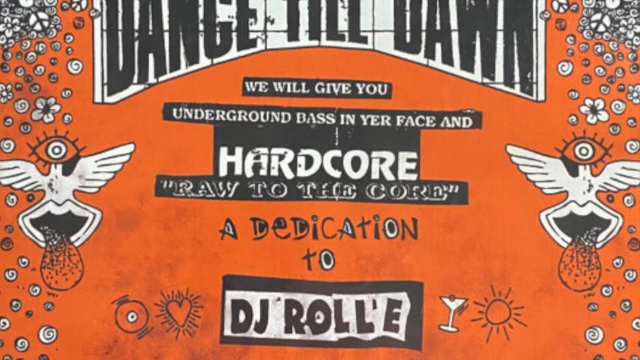 DANCE TILL DAWN
WE WILL GIVE YOU
UNDERGROUND BASS IN YER FACE AND
HARDCORE
"RAW TO THE CORE"
A DEDICATION
TO
DJ ROLL'E